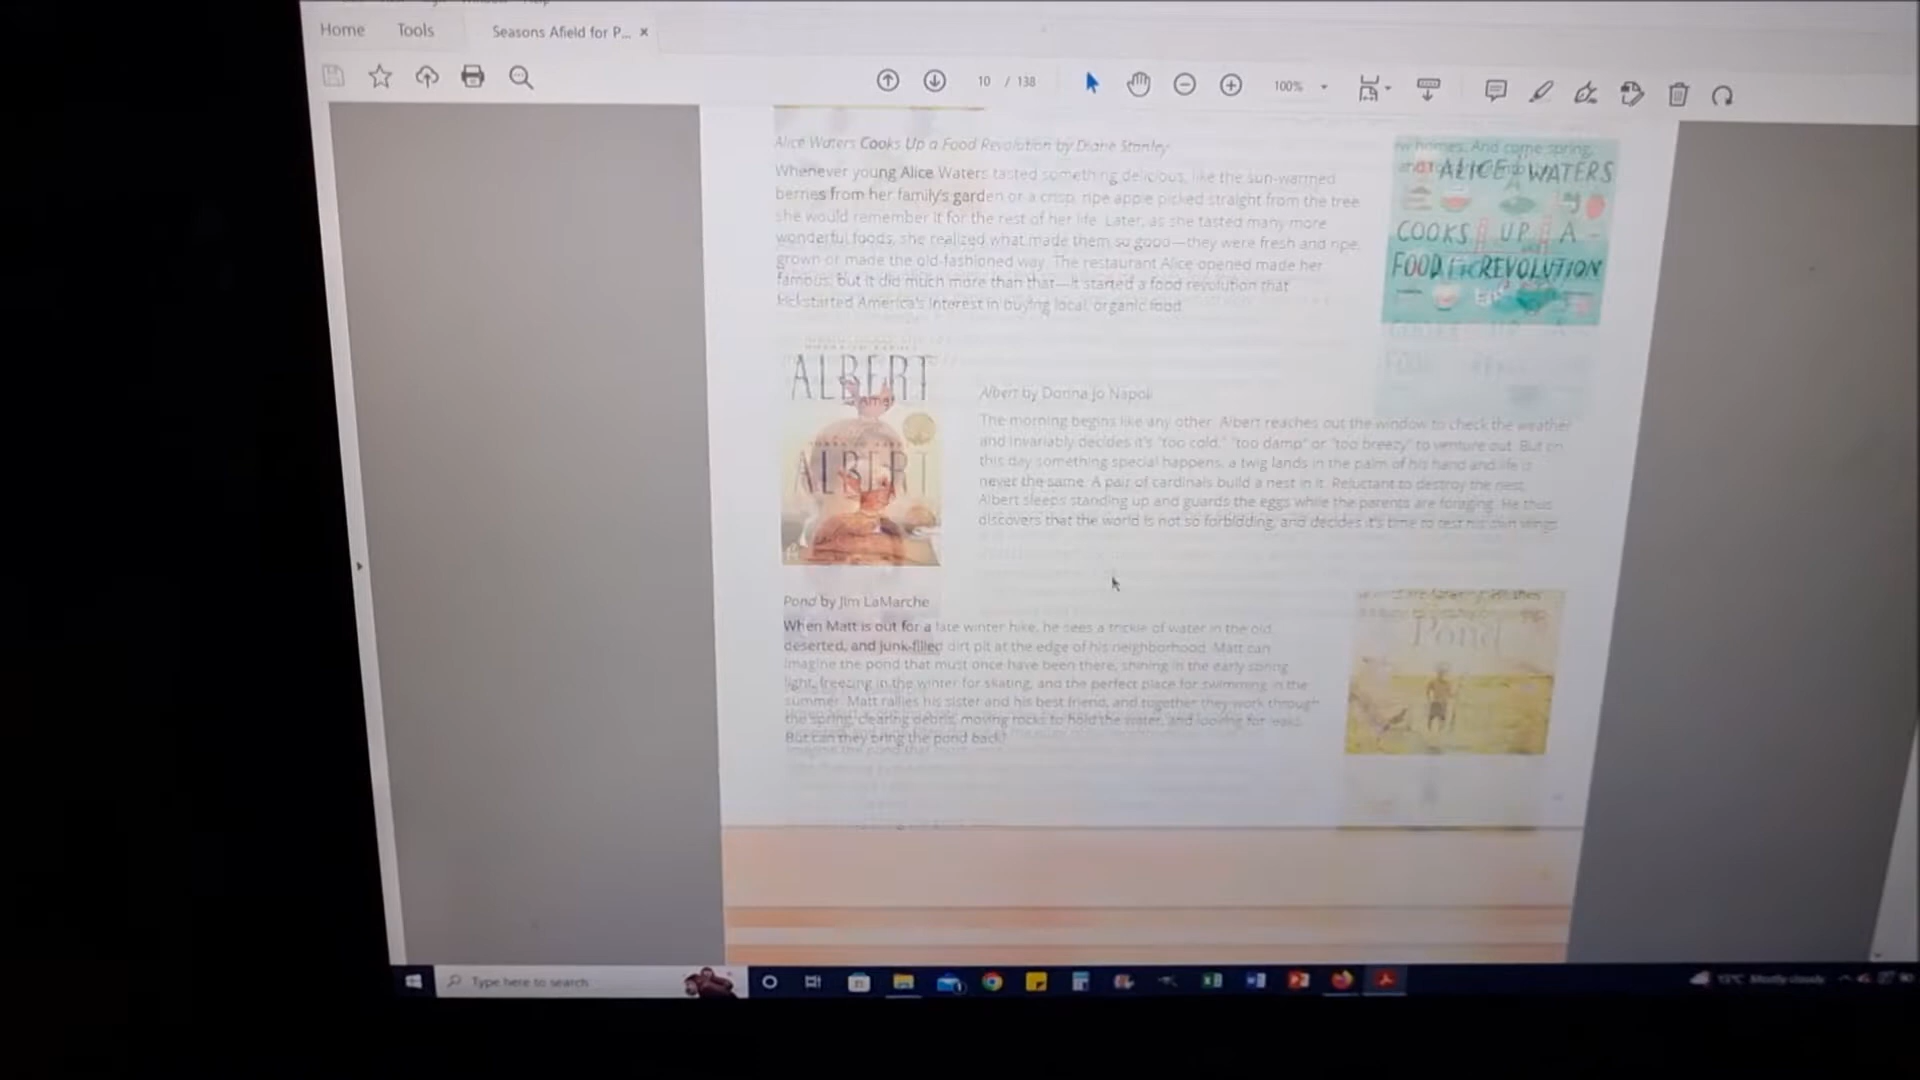 Home Tools Seasons Afield for P... ×
10 / 138 100%
Alice Waters Cooks Up a Food Revolution by Diane Stanley
Whenever young Alice Waters tasted something delicious, like the sun-warmed
berries from her family's garden or a crisp, ripe apple picked straight from the tree,
she would remember it for the rest of her life. Later, as she tasted many more
wonderful foods, she realized what made them so good—they were fresh and ripe,
grown or made the old-fashioned way. The restaurant Alice opened made her
famous, but it did much more than that—it started a food revolution that
kickstarted America's interest in buying local, organic food.
w homes. And come spring,
ALICE WATERS
COOKS UP A
FOOD REVOLUTION
ALBERT
ALBERT
Albert by Donna Jo Napoli
The morning begins like any other. Albert reaches out the window to check the weather
and invariably decides it's "too cold," "too damp" or "too breezy" to venture out. But on
this day something special happens, a twig lands in the palm of his hand and life is
never the same. A pair of cardinals build a nest in it. Reluctant to destroy the nest,
Albert sleeps standing up and guards the eggs while the parents are foraging. He thus
discovers that the world is not so forbidding, and decides it's time to test his own wings.
Pond by Jim LaMarche
When Matt is out for a late winter hike, he sees a trickle of water in the old,
deserted, and junk-filled dirt pit at the edge of his neighborhood. Matt can
imagine the pond that must once have been there, shining in the early spring
light, freezing in the winter for skating, and the perfect place for swimming in the
summer. Matt rallies his sister and his best friend, and together they work through
the spring, clearing debris, moving rocks to hold the water, and looking for leaks.
But can they bring the pond back?
Pond
Type here to search
13°C Mostly cloudy